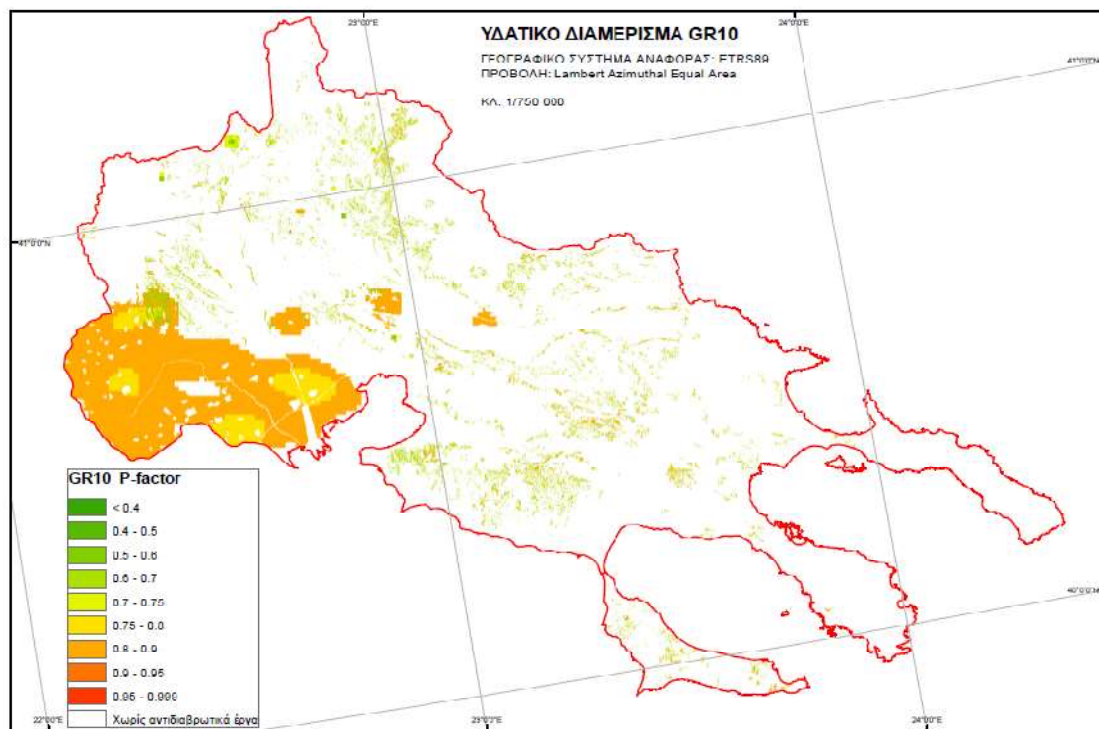 23°0'0"E
24°0'0"E
ΥΔΑΤΙΚΟ ΔΙΑΜΕΡΙΣΜΑ GR10
ΓΕΩΓΡΑΦΙΚΟ ΣΥΣΤΗΜΑ ΑΝΑΦΟΡΑΣ: ETRS89
ΠΡΟΒΟΛΗ: Lambert Azimuthal Equal Area
41°0'0"N
ΚΛ. 1/750 000
41°0'0"N
GR10 P-factor
< 0.4
0.4 - 0.5
0.5 - 0.6
0.6 - 0.7
0.7 - 0.75
0.75 - 0.8
0.8 - 0.9
0.9 - 0.95
0.95 - 0.999
Χωρίς αντιδιαβρωτικά έργα
40°0'0"N
22°0'0"E
23°0'0"E
24°0'0"E